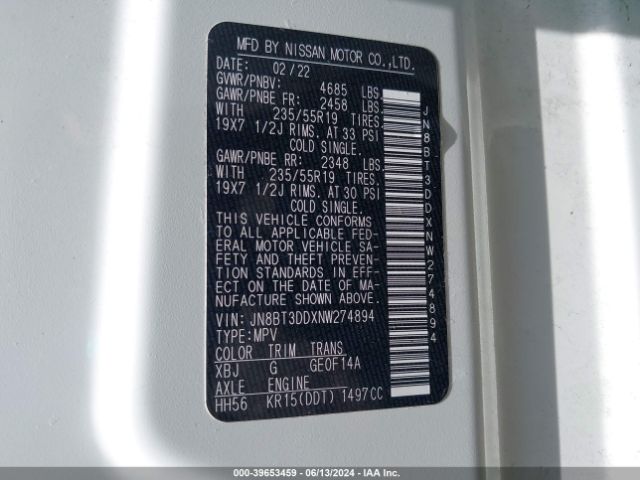 MFD BY NISSAN MOTOR CO.,LTD.
DATE: 02/22
GVWR/PNBV: 4685 LBS.
GAWR/PNBE FR: 2458 LBS.
WITH 235/55R19 TIRES.
19X7 1/2J RIMS. AT 33 PSI
COLD SINGLE.
GAWR/PNBE RR: 2348 LBS.
WITH 235/55R19 TIRES.
19X7 1/2J RIMS. AT 30 PSI
COLD SINGLE.
THIS VEHICLE CONFORMS
TO ALL APPLICABLE FED-
ERAL MOTOR VEHICLE SA-
FETY AND THEFT PREVEN-
TION STANDARDS IN EFF-
ECT ON THE DATE OF MA-
NUFACTURE SHOWN ABOVE.
VIN: JN8BT3DDXNW274894
TYPE:MPV
COLOR TRIM TRANS
XBJ G GE0F14A
AXLE ENGINE
HH56 KR15(DDT) 1497CC
JN8BT3DDXNW274894
000-39653459 - 06/13/2024 - IAA Inc.